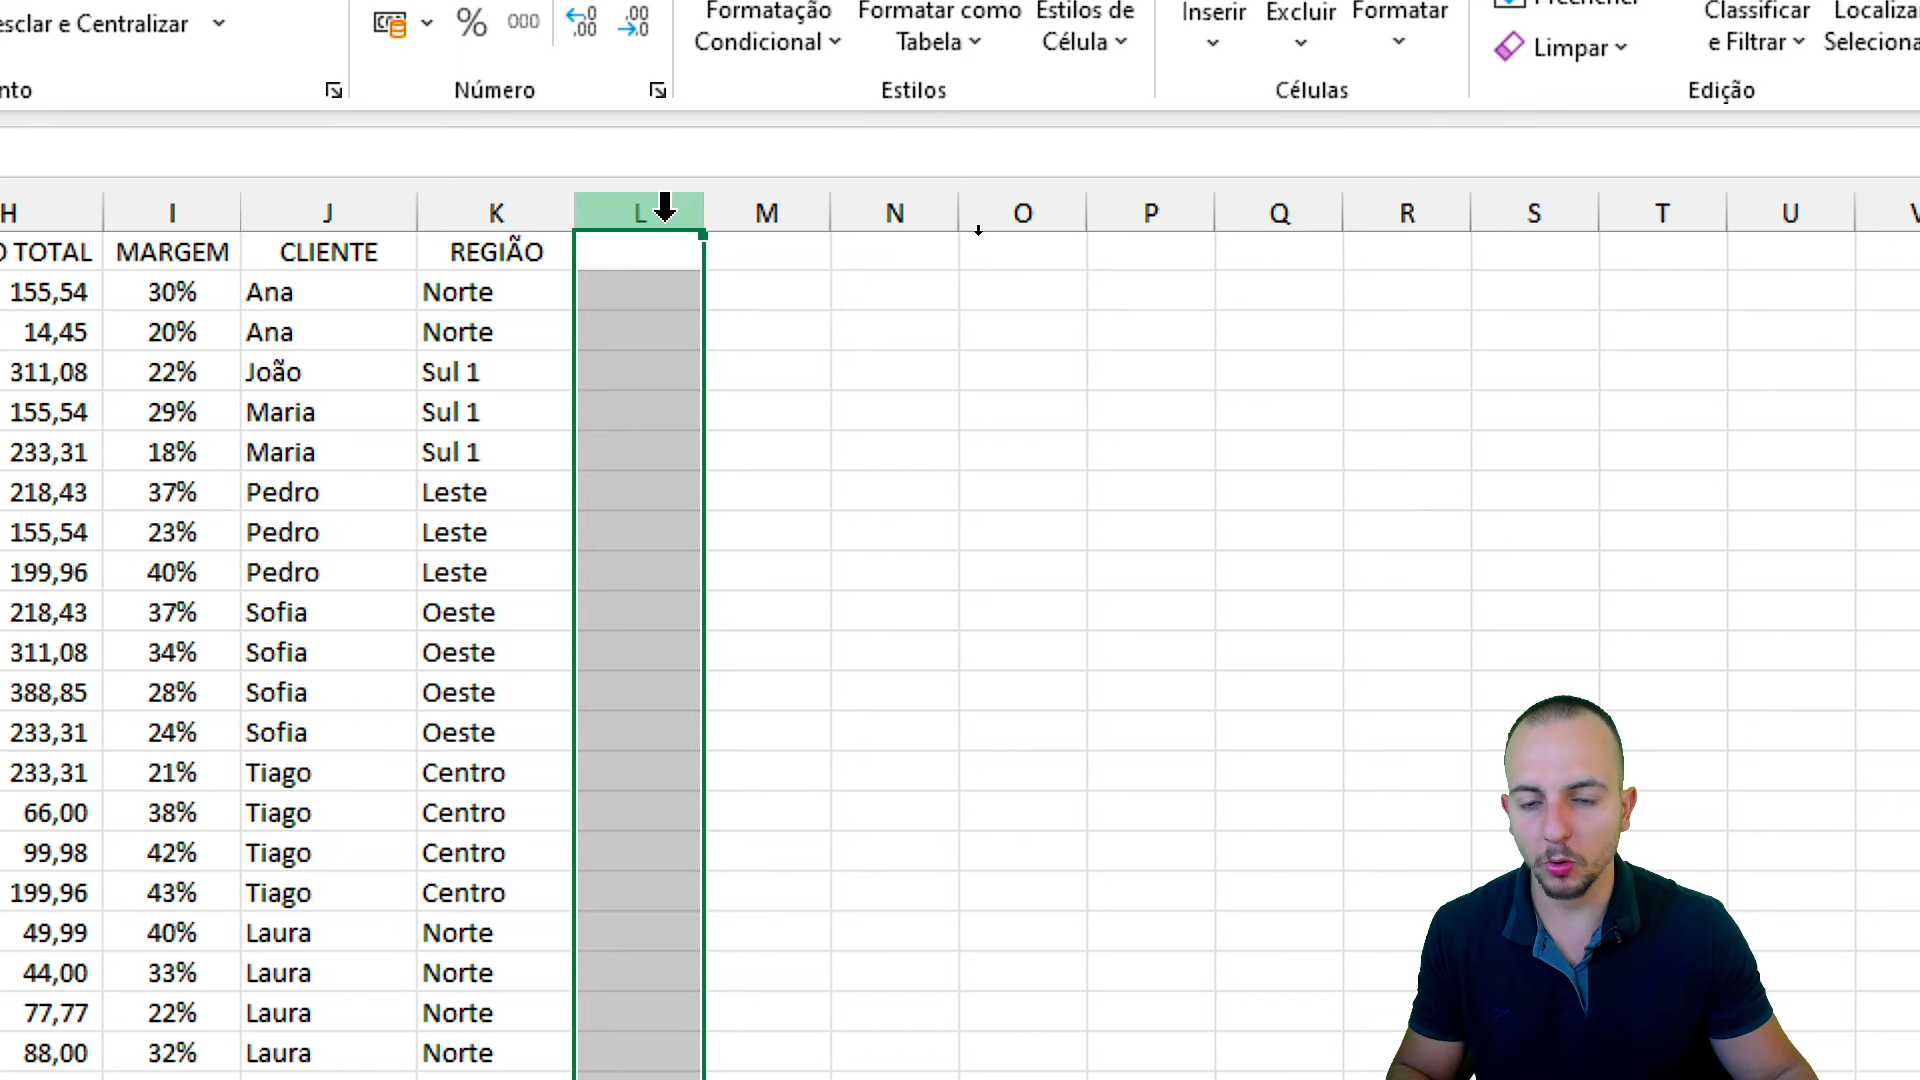 esclar e Centralizar
%
000
Formatação Condicional
Formatar como Tabela
Estilos de Célula
Inserir
Excluir
Formatar
Limpar
Classificar e Filtrar
nto
Número
Estilos
Células
Edição
H I J K L M N O P Q R S T U
TOTAL MARGEM CLIENTE REGIÃO
155,54 30% Ana Norte
14,45 20% Ana Norte
311,08 22% João Sul 1
155,54 29% Maria Sul 1
233,31 18% Maria Sul 1
218,43 37% Pedro Leste
155,54 23% Pedro Leste
199,96 40% Pedro Leste
218,43 37% Sofia Oeste
311,08 34% Sofia Oeste
388,85 28% Sofia Oeste
233,31 24% Sofia Oeste
233,31 21% Tiago Centro
66,00 38% Tiago Centro
99,98 42% Tiago Centro
199,96 43% Tiago Centro
49,99 40% Laura Norte
44,00 33% Laura Norte
77,77 22% Laura Norte
88,00 32% Laura Norte